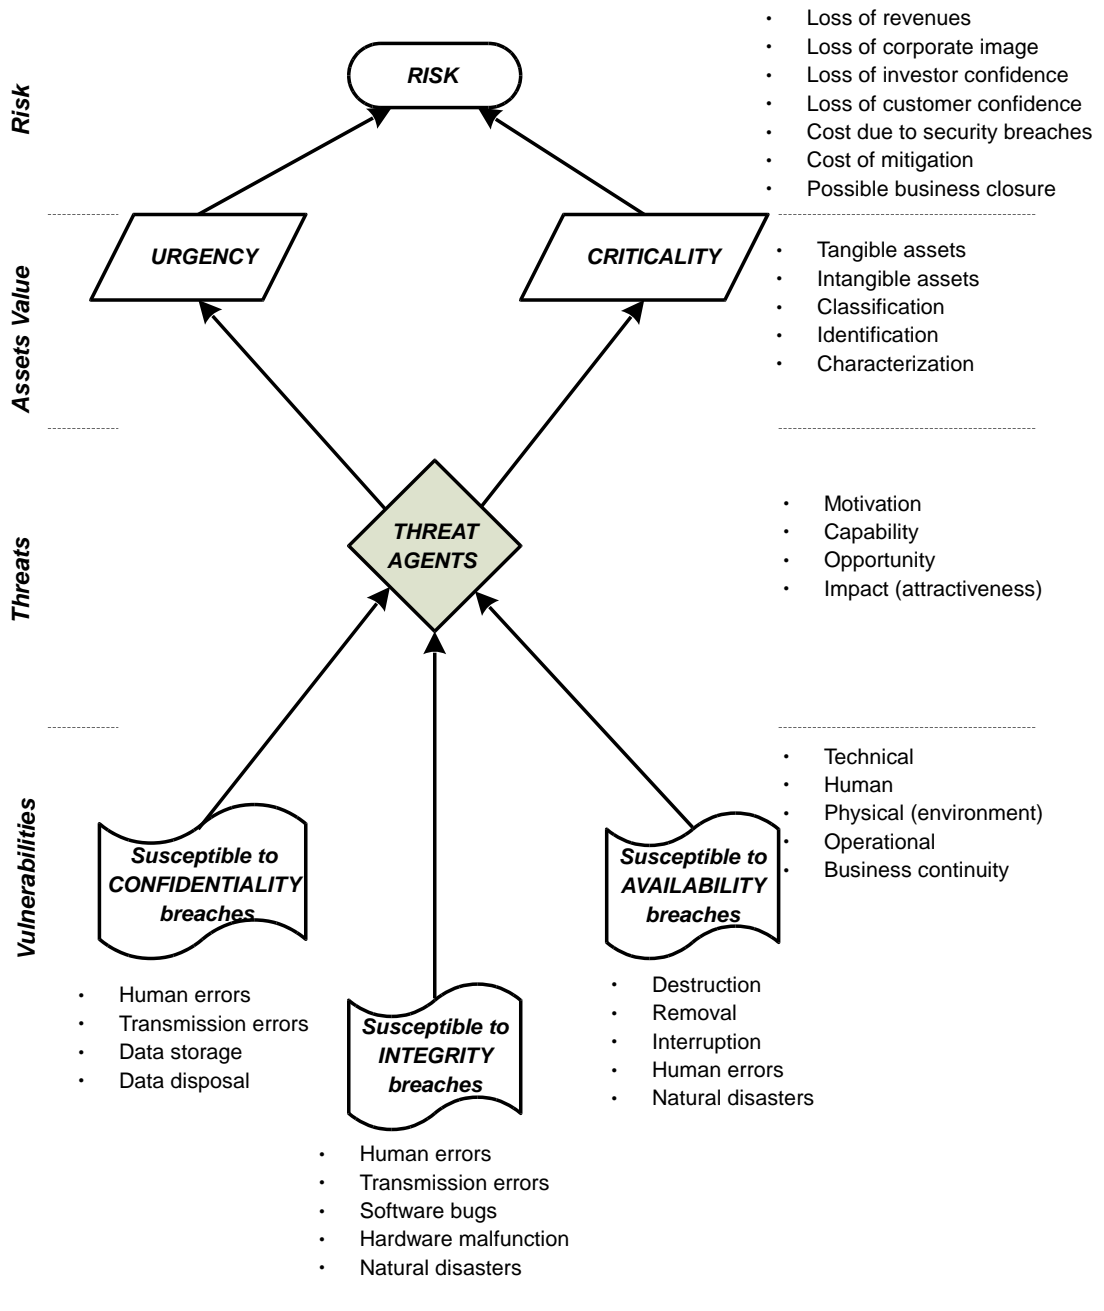 Risk
RISK
• Loss of revenues
• Loss of corporate image
• Loss of investor confidence
• Loss of customer confidence
• Cost due to security breaches
• Cost of mitigation
• Possible business closure
Assets Value
URGENCY
CRITICALITY
• Tangible assets
• Intangible assets
• Classification
• Identification
• Characterization
Threats
THREAT
AGENTS
• Motivation
• Capability
• Opportunity
• Impact (attractiveness)
Vulnerabilities
• Technical
• Human
• Physical (environment)
• Operational
• Business continuity
Susceptible to
CONFIDENTIALITY
breaches
• Human errors
• Transmission errors
• Data storage
• Data disposal
Susceptible to
INTEGRITY
breaches
• Human errors
• Transmission errors
• Software bugs
• Hardware malfunction
• Natural disasters
Susceptible to
AVAILABILITY
breaches
• Destruction
• Removal
• Interruption
• Human errors
• Natural disasters